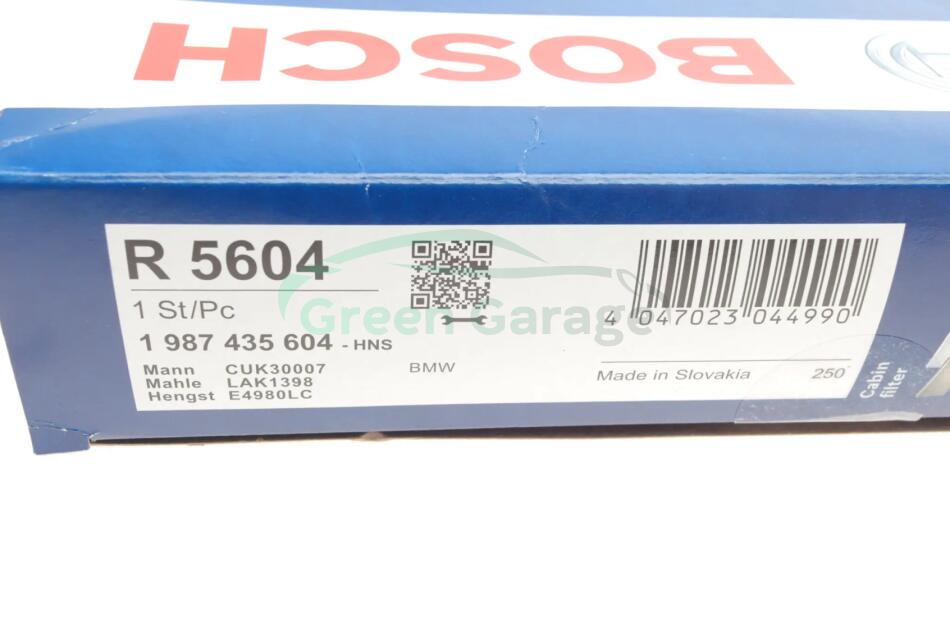 BOSCH
R 5604
1 St/Pc
1 987 435 604 - HNS
Mann CUK30007
Mahle LAK1398
Hengst E4980LC
BMW
Green Garage
4 047023 044990
Made in Slovakia 250
Cabin
filter